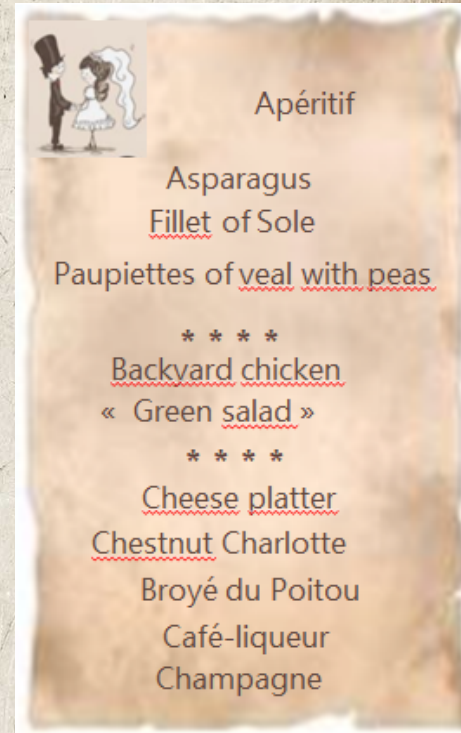 Apéritif
Asparagus
Fillet of Sole
Paupiettes of veal with peas
* * * *
Backyard chicken
« Green salad »
* * * *
Cheese platter
Chestnut Charlotte
Broyé du Poitou
Café-liqueur
Champagne